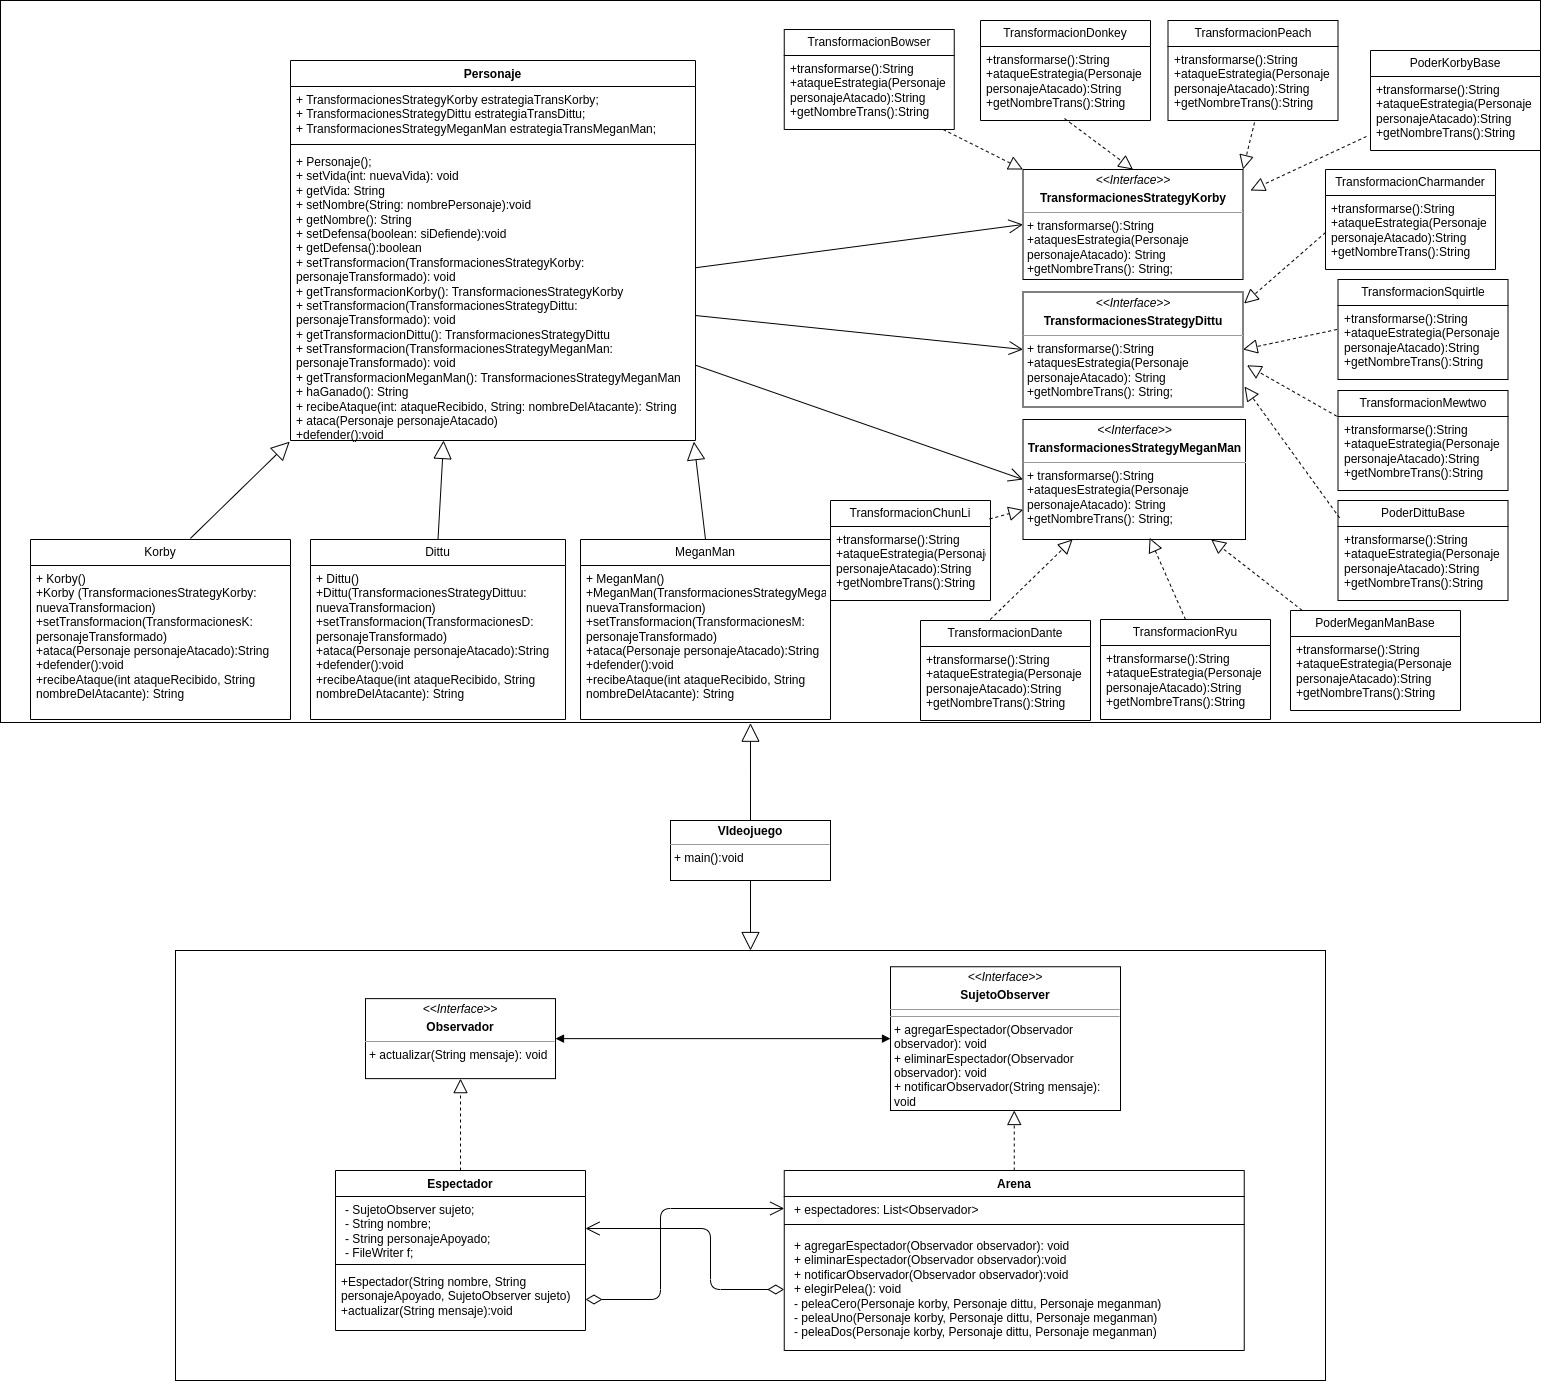 Personaje
+ TransformacionesStrategyKorby estrategiaTransKorby;
+ TransformacionesStrategyDittu estrategiaTransDittu;
+ TransformacionesStrategyMeganMan estrategiaTransMeganMan;
+ Personaje();
+ setVida(int: nuevaVida): void
+ getVida: String
+ setNombre(String: nombrePersonaje):void
+ getNombre(): String
+ setDefensa(boolean: siDefiende):void
+ getDefensa():boolean
+ setTransformacion(TransformacionesStrategyKorby:
personajeTransformado): void
+ getTransformacionKorby(): TransformacionesStrategyKorby
+ setTransformacion(TransformacionesStrategyDittu:
personajeTransformado): void
+ getTransformacionDittu(): TransformacionesStrategyDittu
+ setTransformacion(TransformacionesStrategyMeganMan:
personajeTransformado): void
+ getTransformacionMeganMan(): TransformacionesStrategyMeganMan
+ haGanado(): String
+ recibeAtaque(int: ataqueRecibido, String: nombreDelAtacante): String
+ ataca(Personaje personajeAtacado)
+defender():void
TransformacionBowser
+transformarse():String
+ataqueEstrategia(Personaje
personajeAtacado):String
+getNombreTrans():String
TransformacionDonkey
+transformarse():String
+ataqueEstrategia(Personaje
personajeAtacado):String
+getNombreTrans():String
TransformacionPeach
+transformarse():String
+ataqueEstrategia(Personaje
personajeAtacado):String
+getNombreTrans():String
PoderKorbyBase
+transformarse():String
+ataqueEstrategia(Personaje
personajeAtacado):String
+getNombreTrans():String
<<Interface>>
TransformacionesStrategyKorby
+ transformarse():String
+ataquesEstrategia(Personaje
personajeAtacado): String
+getNombreTrans(): String;
TransformacionCharmander
+transformarse():String
+ataqueEstrategia(Personaje
personajeAtacado):String
+getNombreTrans():String
<<Interface>>
TransformacionesStrategyDittu
+ transformarse():String
+ataquesEstrategia(Personaje
personajeAtacado): String
+getNombreTrans(): String;
TransformacionSquirtle
+transformarse():String
+ataqueEstrategia(Personaje
personajeAtacado):String
+getNombreTrans():String
TransformacionMewtwo
+transformarse():String
+ataqueEstrategia(Personaje
personajeAtacado):String
+getNombreTrans():String
<<Interface>>
TransformacionesStrategyMeganMan
+ transformarse():String
+ataquesEstrategia(Personaje
personajeAtacado): String
+getNombreTrans(): String;
PoderDittuBase
+transformarse():String
+ataqueEstrategia(Personaje
personajeAtacado):String
+getNombreTrans():String
Korby
+ Korby()
+Korby (TransformacionesStrategyKorby:
nuevaTransformacion)
+setTransformacion(TransformacionesK:
personajeTransformado)
+ataca(Personaje personajeAtacado):String
+defender():void
+recibeAtaque(int ataqueRecibido, String
nombreDelAtacante): String
Dittu
+ Dittu()
+Dittu(TransformacionesStrategyDittuu:
nuevaTransformacion)
+setTransformacion(TransformacionesD:
personajeTransformado)
+ataca(Personaje personajeAtacado):String
+defender():void
+recibeAtaque(int ataqueRecibido, String
nombreDelAtacante): String
MeganMan
+ MeganMan()
+MeganMan(TransformacionesStrategyMega
nuevaTransformacion)
+setTransformacion(TransformacionesM:
personajeTransformado)
+ataca(Personaje personajeAtacado):String
+defender():void
+recibeAtaque(int ataqueRecibido, String
nombreDelAtacante): String
TransformacionChunLi
+transformarse():String
+ataqueEstrategia(Personaj
personajeAtacado):String
+getNombreTrans():String
TransformacionDante
+transformarse():String
+ataqueEstrategia(Personaje
personajeAtacado):String
+getNombreTrans():String
TransformacionRyu
+transformarse():String
+ataqueEstrategia(Personaje
personajeAtacado):String
+getNombreTrans():String
PoderMeganManBase
+transformarse():String
+ataqueEstrategia(Personaje
personajeAtacado):String
+getNombreTrans():String
VIdeojuego
+ main():void
<<Interface>>
Observador
+ actualizar(String mensaje): void
<<Interface>>
SujetoObserver
+ agregarEspectador(Observador
observador): void
+ eliminarEspectador(Observador
observador): void
+ notificarObservador(String mensaje):
void
Espectador
- SujetoObserver sujeto;
- String nombre;
- String personajeApoyado;
- FileWriter f;
+Espectador(String nombre, String
personajeApoyado, SujetoObserver sujeto)
+actualizar(String mensaje):void
Arena
+ espectadores: List<Observador>
+ agregarEspectador(Observador observador): void
+ eliminarEspectador(Observador observador):void
+ notificarObservador(Observador observador):void
+ elegirPelea(): void
- peleaCero(Personaje korby, Personaje dittu, Personaje meganman)
- peleaUno(Personaje korby, Personaje dittu, Personaje meganman)
- peleaDos(Personaje korby, Personaje dittu, Personaje meganman)